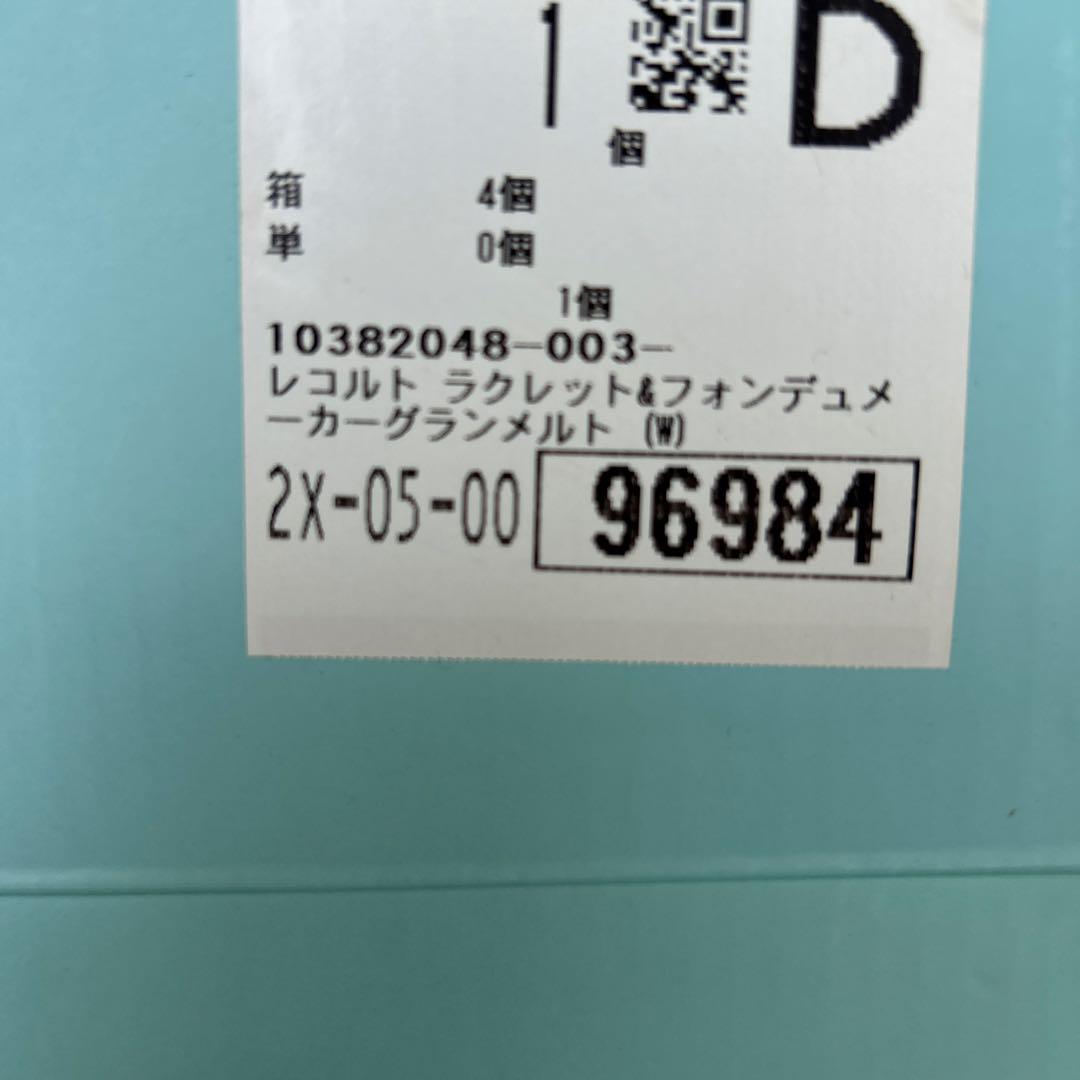 1 D
個
箱 4個
単 0個
1個
10382048-003-
レコルト ラクレット&フォンデュメ
ーカーグランメルト (W)
2X-05-00 96984